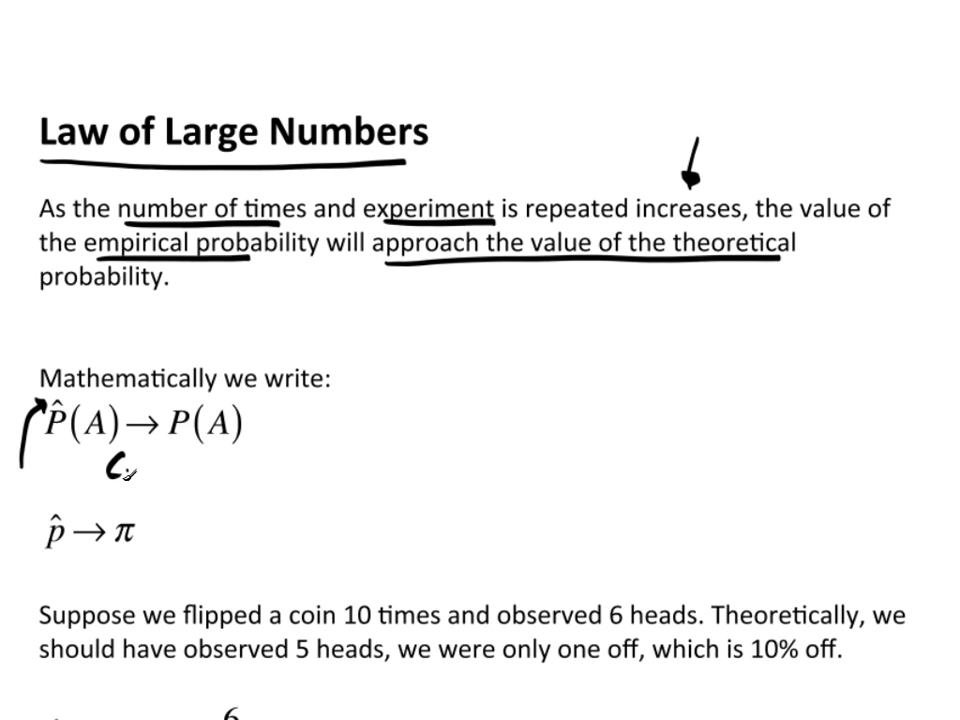 Law of Large Numbers
As the number of times and experiment is repeated increases, the value of
the empirical probability will approach the value of the theoretical
probability.
Mathematically we write:
P̂(A) → P(A)
p̂ → π
Suppose we flipped a coin 10 times and observed 6 heads. Theoretically, we
should have observed 5 heads, we were only one off, which is 10% off.
6